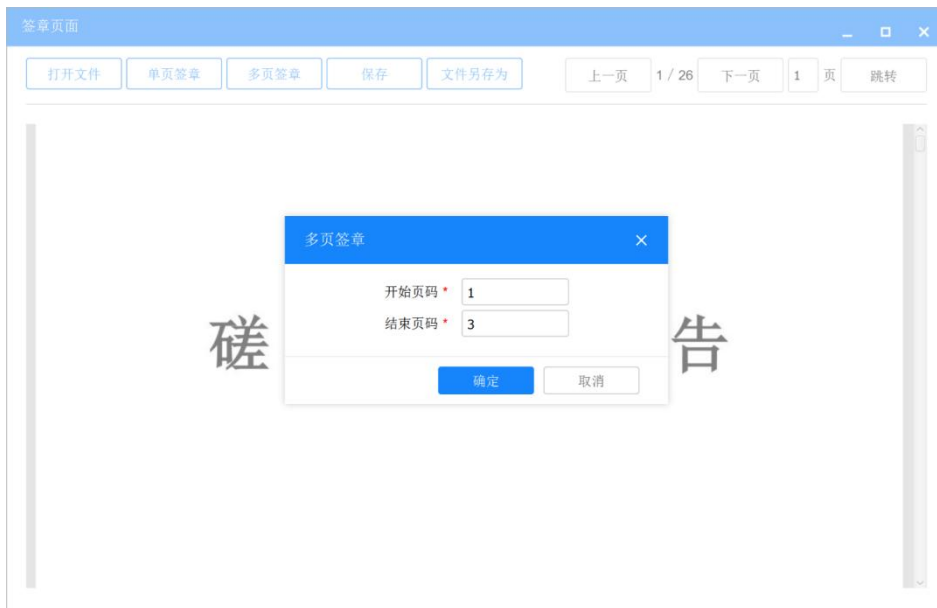 签章页面
打开文件 单页签章 多页签章 保存 文件另存为 上一页 1 / 26 下一页 1 页 跳转
多页签章
开始页码 * 1
结束页码 * 3
磋 告
确定 取消